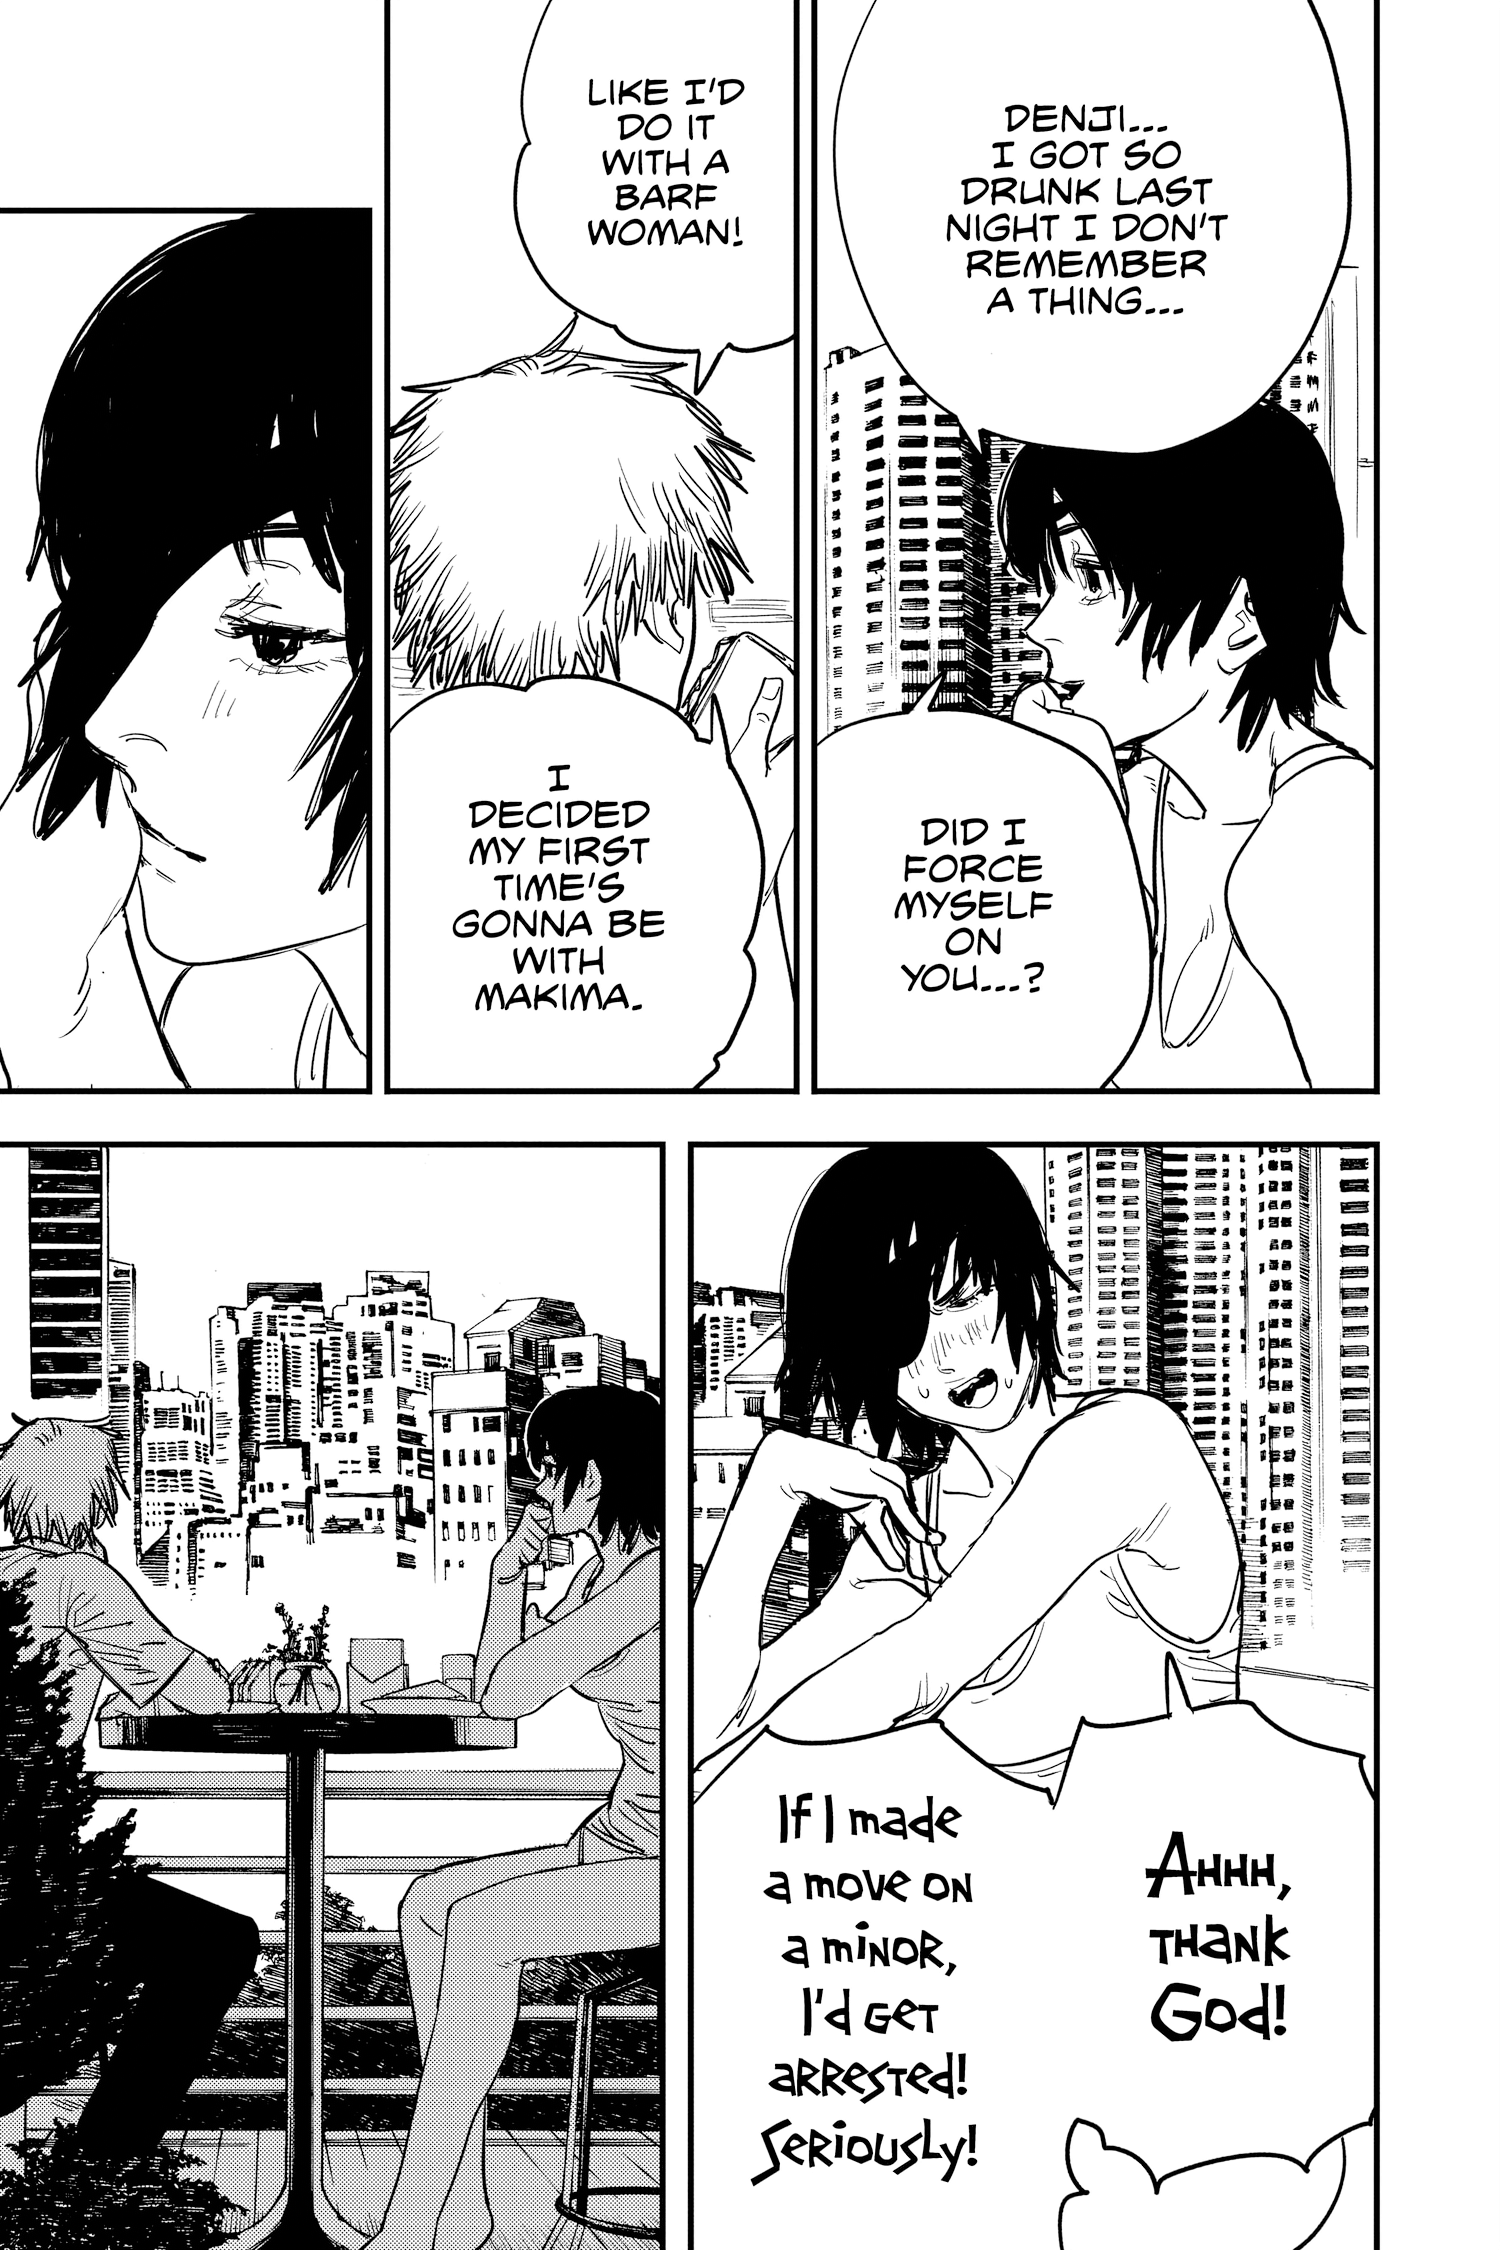 DENJI...
I GOT SO
DRUNK LAST
NIGHT I DON'T
REMEMBER
A THING...
DID I
FORCE
MYSELF
ON
YOU...?
LIKE I'D
DO IT
WITH A
BARF
WOMAN!
I
DECIDED
MY FIRST
TIME'S
GONNA BE
WITH
MAKIMA.
AHHH,
THANK
GOD!
If I made
a move on
a minor,
I'd get
arrested!
Seriously!